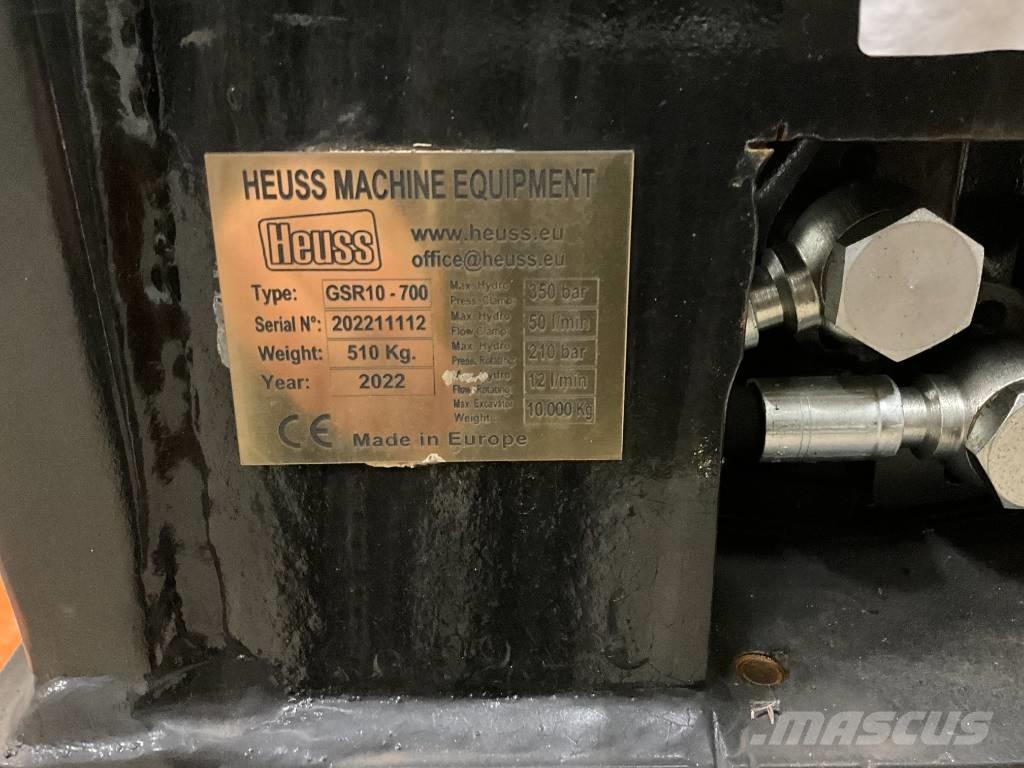 HEUSS MACHINE EQUIPMENT
Heuss
www.heuss.eu
office@heuss.eu
Type: GSR10 - 700
Serial N°: 202211112
Weight: 510 Kg.
Year: 2022
Max. Hydro
Press. Clamp 350 bar
Max. Hydro
Flow Clamp 50 l/min
Max. Hydro
Press. Rotating 210 bar
Hydro
Flow Rotating 12 l/min
Max. Excavator
Weight: 10.000 Kg
CE Made in Europe
MASCUS